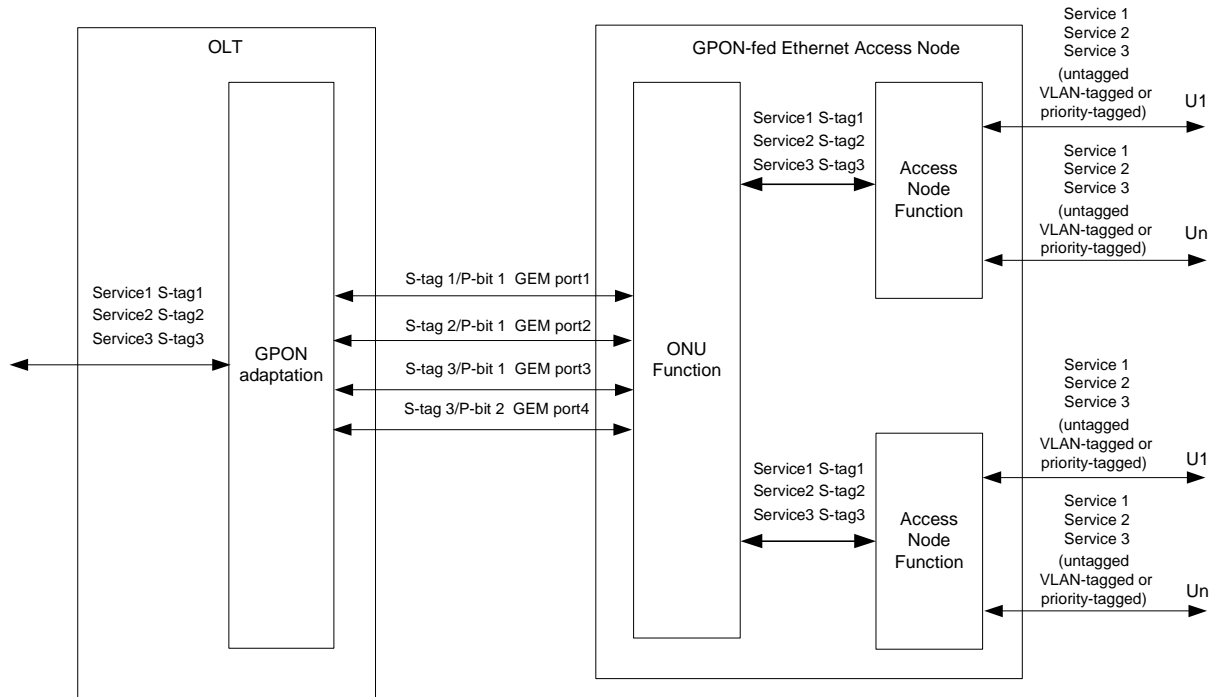 OLT
GPON-fed Ethernet Access Node
Service 1
Service 2
Service 3
(untagged
VLAN-tagged or
priority-tagged)
U1
Service1 S-tag1
Service2 S-tag2
Service3 S-tag3
Access
Node
Function
Service 1
Service 2
Service 3
(untagged
VLAN-tagged or
priority-tagged)
Un
Service1 S-tag1
Service2 S-tag2
Service3 S-tag3
GPON
adaptation
S-tag 1/P-bit 1 GEM port1
S-tag 2/P-bit 1 GEM port2
S-tag 3/P-bit 1 GEM port3
S-tag 3/P-bit 2 GEM port4
ONU
Function
Service 1
Service 2
Service 3
(untagged
VLAN-tagged or
priority-tagged)
U1
Service1 S-tag1
Service2 S-tag2
Service3 S-tag3
Access
Node
Function
Service 1
Service 2
Service 3
(untagged
VLAN-tagged or
priority-tagged)
Un